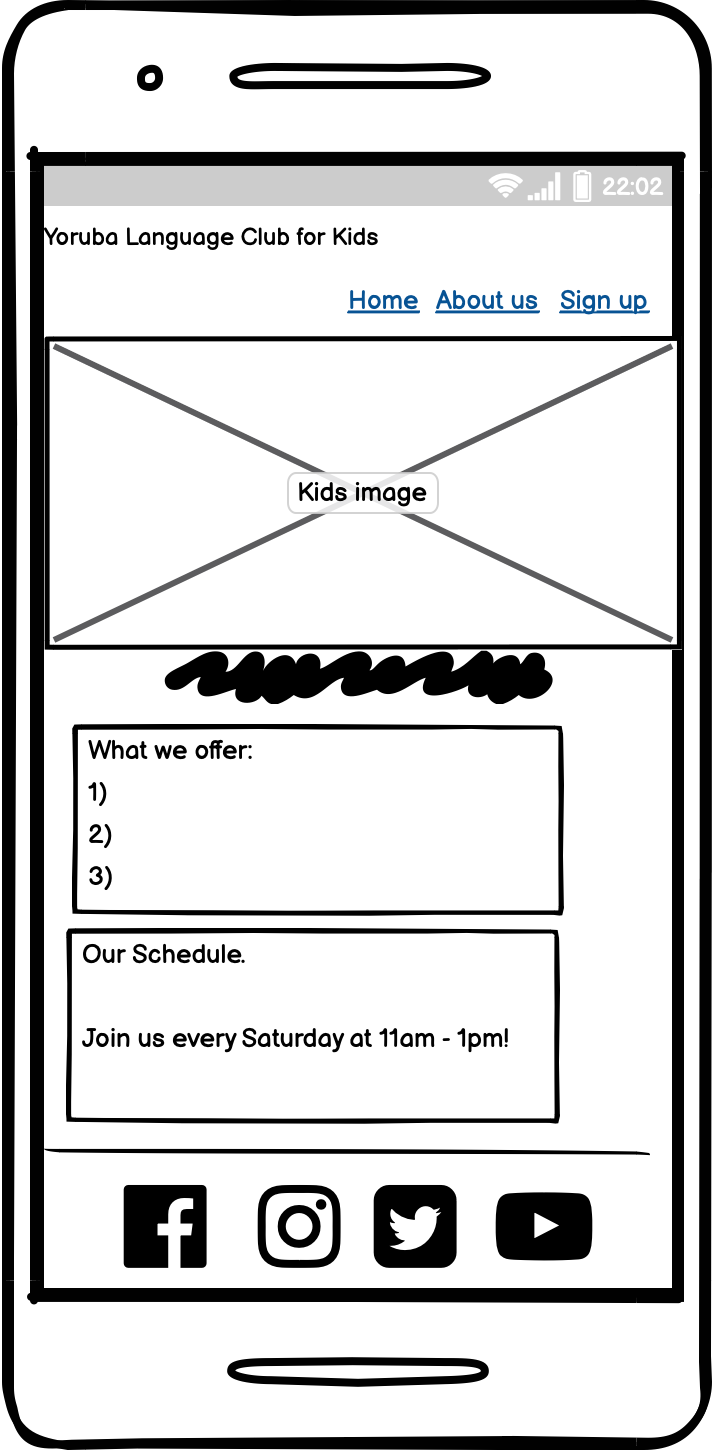 22:02
Yoruba Language Club for Kids
Home About us Sign up
Kids image
What we offer:
1)
2)
3)
Our Schedule.
Join us every Saturday at 11am - 1pm!